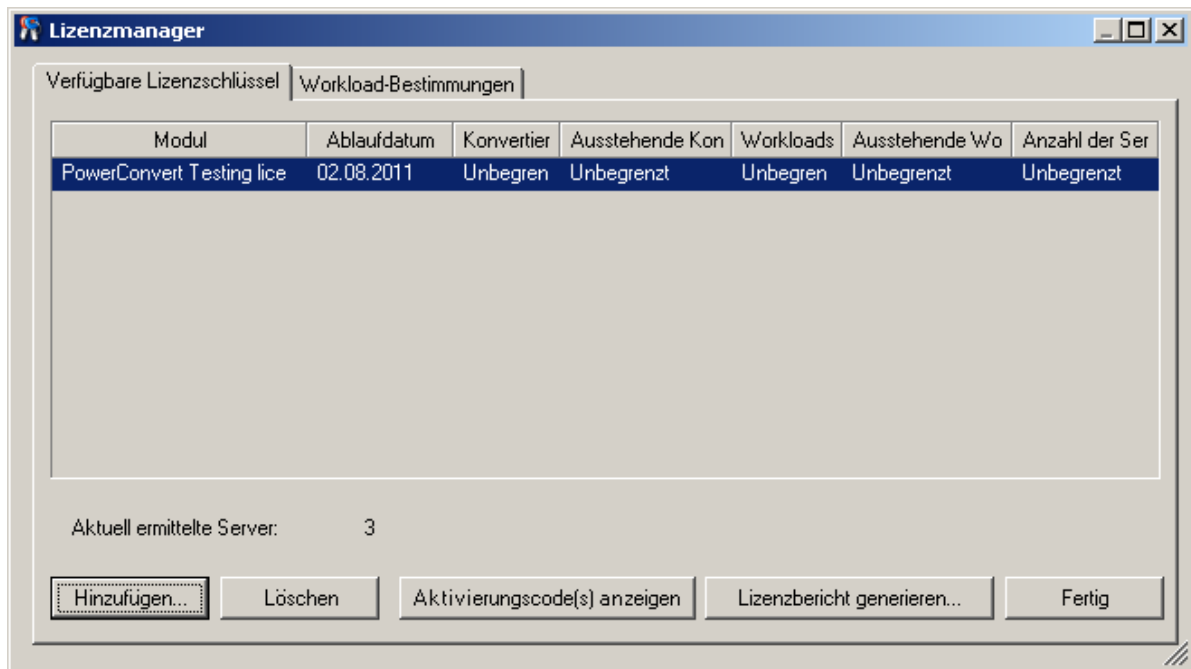 Lizenzmanager
Verfügbare Lizenzschlüssel Workload-Bestimmungen
Modul Ablaufdatum Konvertier Ausstehende Kon Workloads Ausstehende Wo Anzahl der Ser
PowerConvert Testing lice 02.08.2011 Unbegren Unbegrenzt Unbegren Unbegrenzt Unbegrenzt
Aktuell ermittelte Server: 3
Hinzufügen... Löschen Aktivierungscode(s) anzeigen Lizenzbericht generieren... Fertig